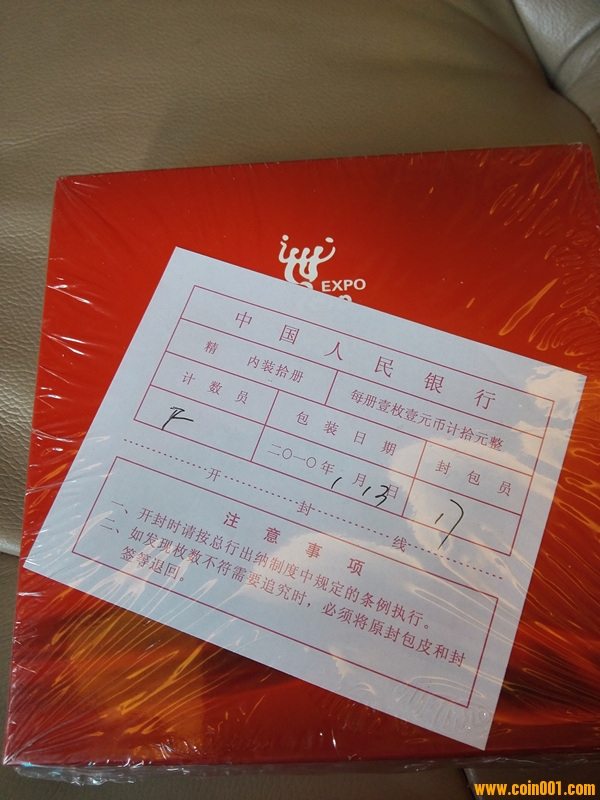 世
EXPO
中国人民银行
精 内装拾册 每册壹枚壹元币计拾元整
计数员 包装日期 封包员
二〇一〇年1月13日
开封线
注意事项
一、开封时请按总行出纳制度中规定的条例执行。
二、如发现枚数不符需要追究时，必须将原封包皮和封
签等退回。
www.coin001.com